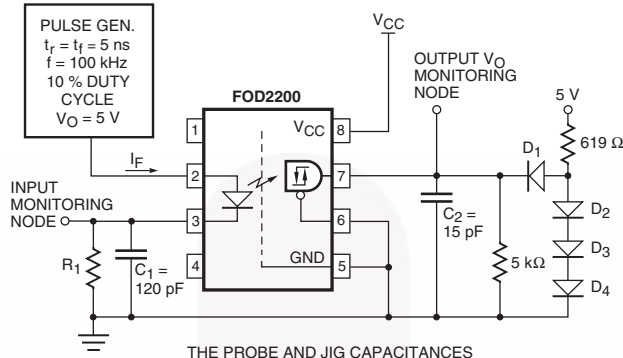 PULSE GEN.
tr = tf = 5 ns
f = 100 kHz
10 % DUTY
CYCLE
VO = 5 V
VCC
OUTPUT VO
MONITORING
NODE
5 V
FOD2200
1
VCC
8
D1
619 Ω
IF
2
7
INPUT
MONITORING
NODE
3
6
C2 =
15 pF
D2
D3
R1
C1 =
120 pF
4
GND
5
5 kΩ
D4
THE PROBE AND JIG CAPACITANCES